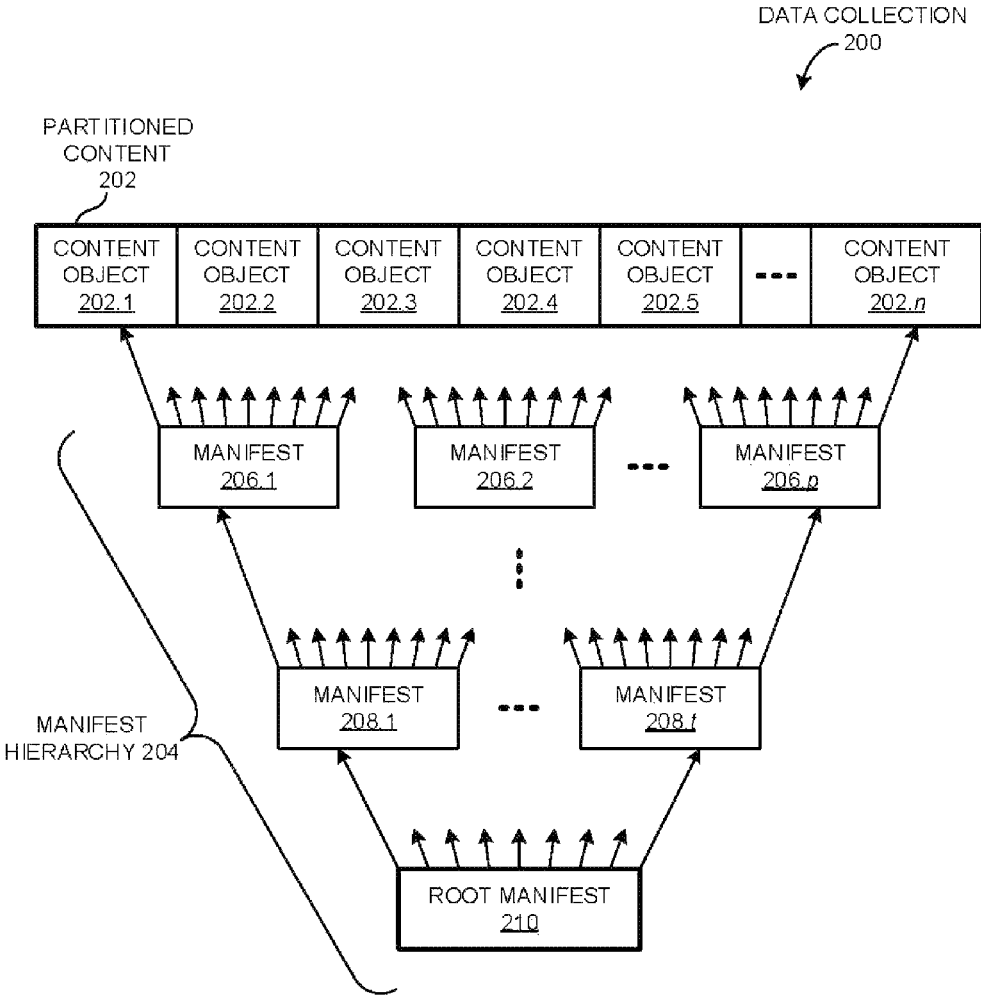 DATA COLLECTION
200
PARTITIONED
CONTENT
202
CONTENT
OBJECT
202.1
CONTENT
OBJECT
202.2
CONTENT
OBJECT
202.3
CONTENT
OBJECT
202.4
CONTENT
OBJECT
202.5
CONTENT
OBJECT
202.n
MANIFEST
206.1
MANIFEST
206.2
MANIFEST
206.p
MANIFEST
208.1
MANIFEST
208.t
MANIFEST
HIERARCHY 204
ROOT MANIFEST
210